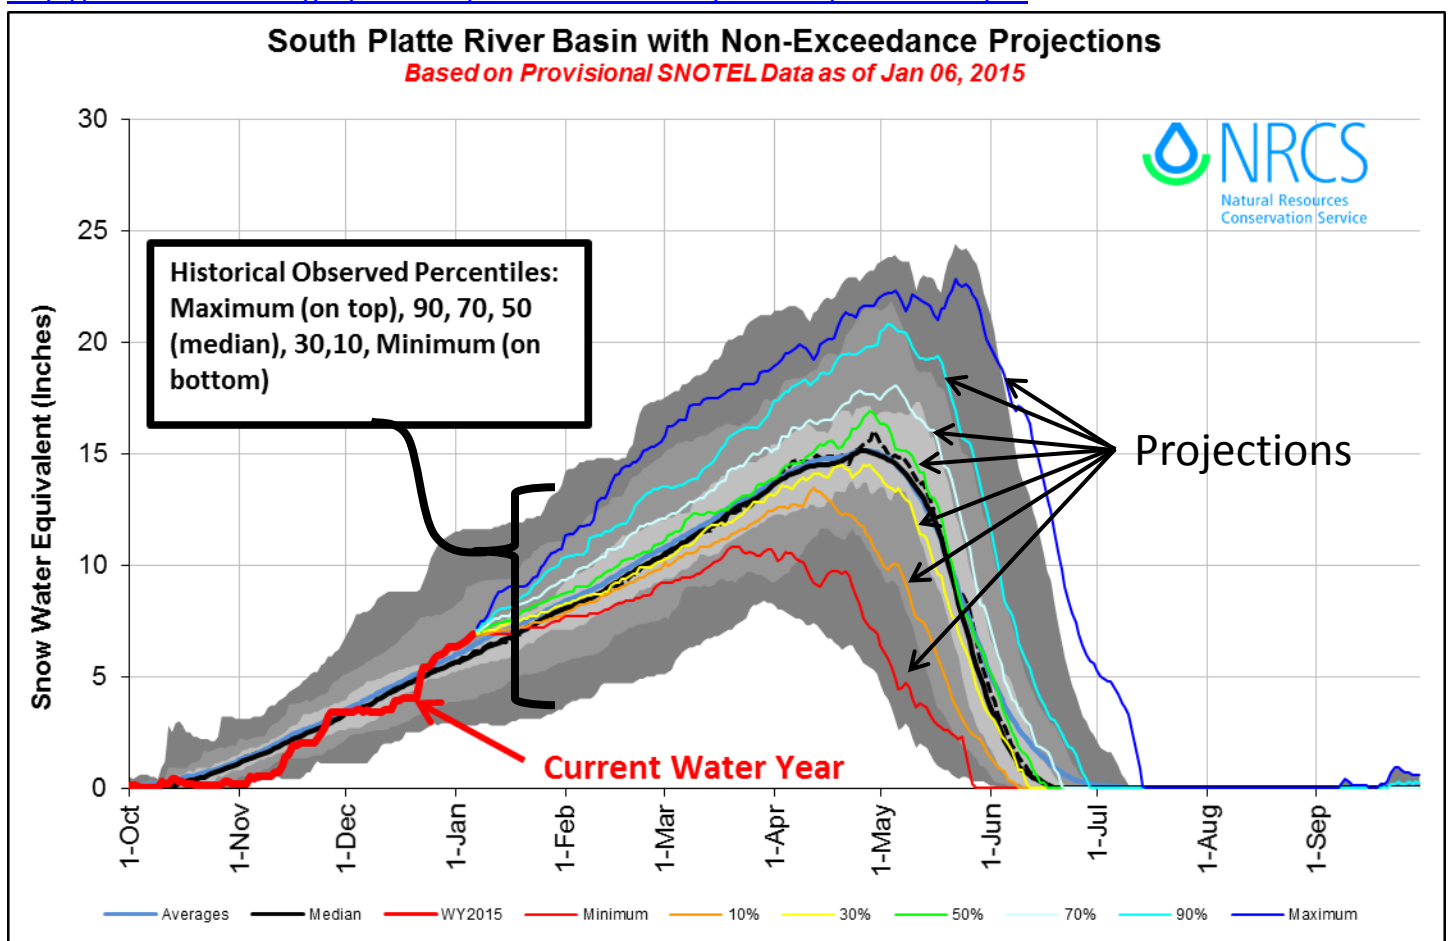 South Platte River Basin with Non-Exceedance Projections
Based on Provisional SNOTEL Data as of Jan 06, 2015
NRCS
Natural Resources
Conservation Service
Snow Water Equivalent (Inches)
30
25
20
15
10
5
0
Historical Observed Percentiles:
Maximum (on top), 90, 70, 50
(median), 30,10, Minimum (on
bottom)
Projections
Current Water Year
1-Oct
1-Nov
1-Dec
1-Jan
1-Feb
1-Mar
1-Apr
1-May
1-Jun
1-Jul
1-Aug
1-Sep
Averages
Median
WY2015
Minimum
10%
30%
50%
70%
90%
Maximum